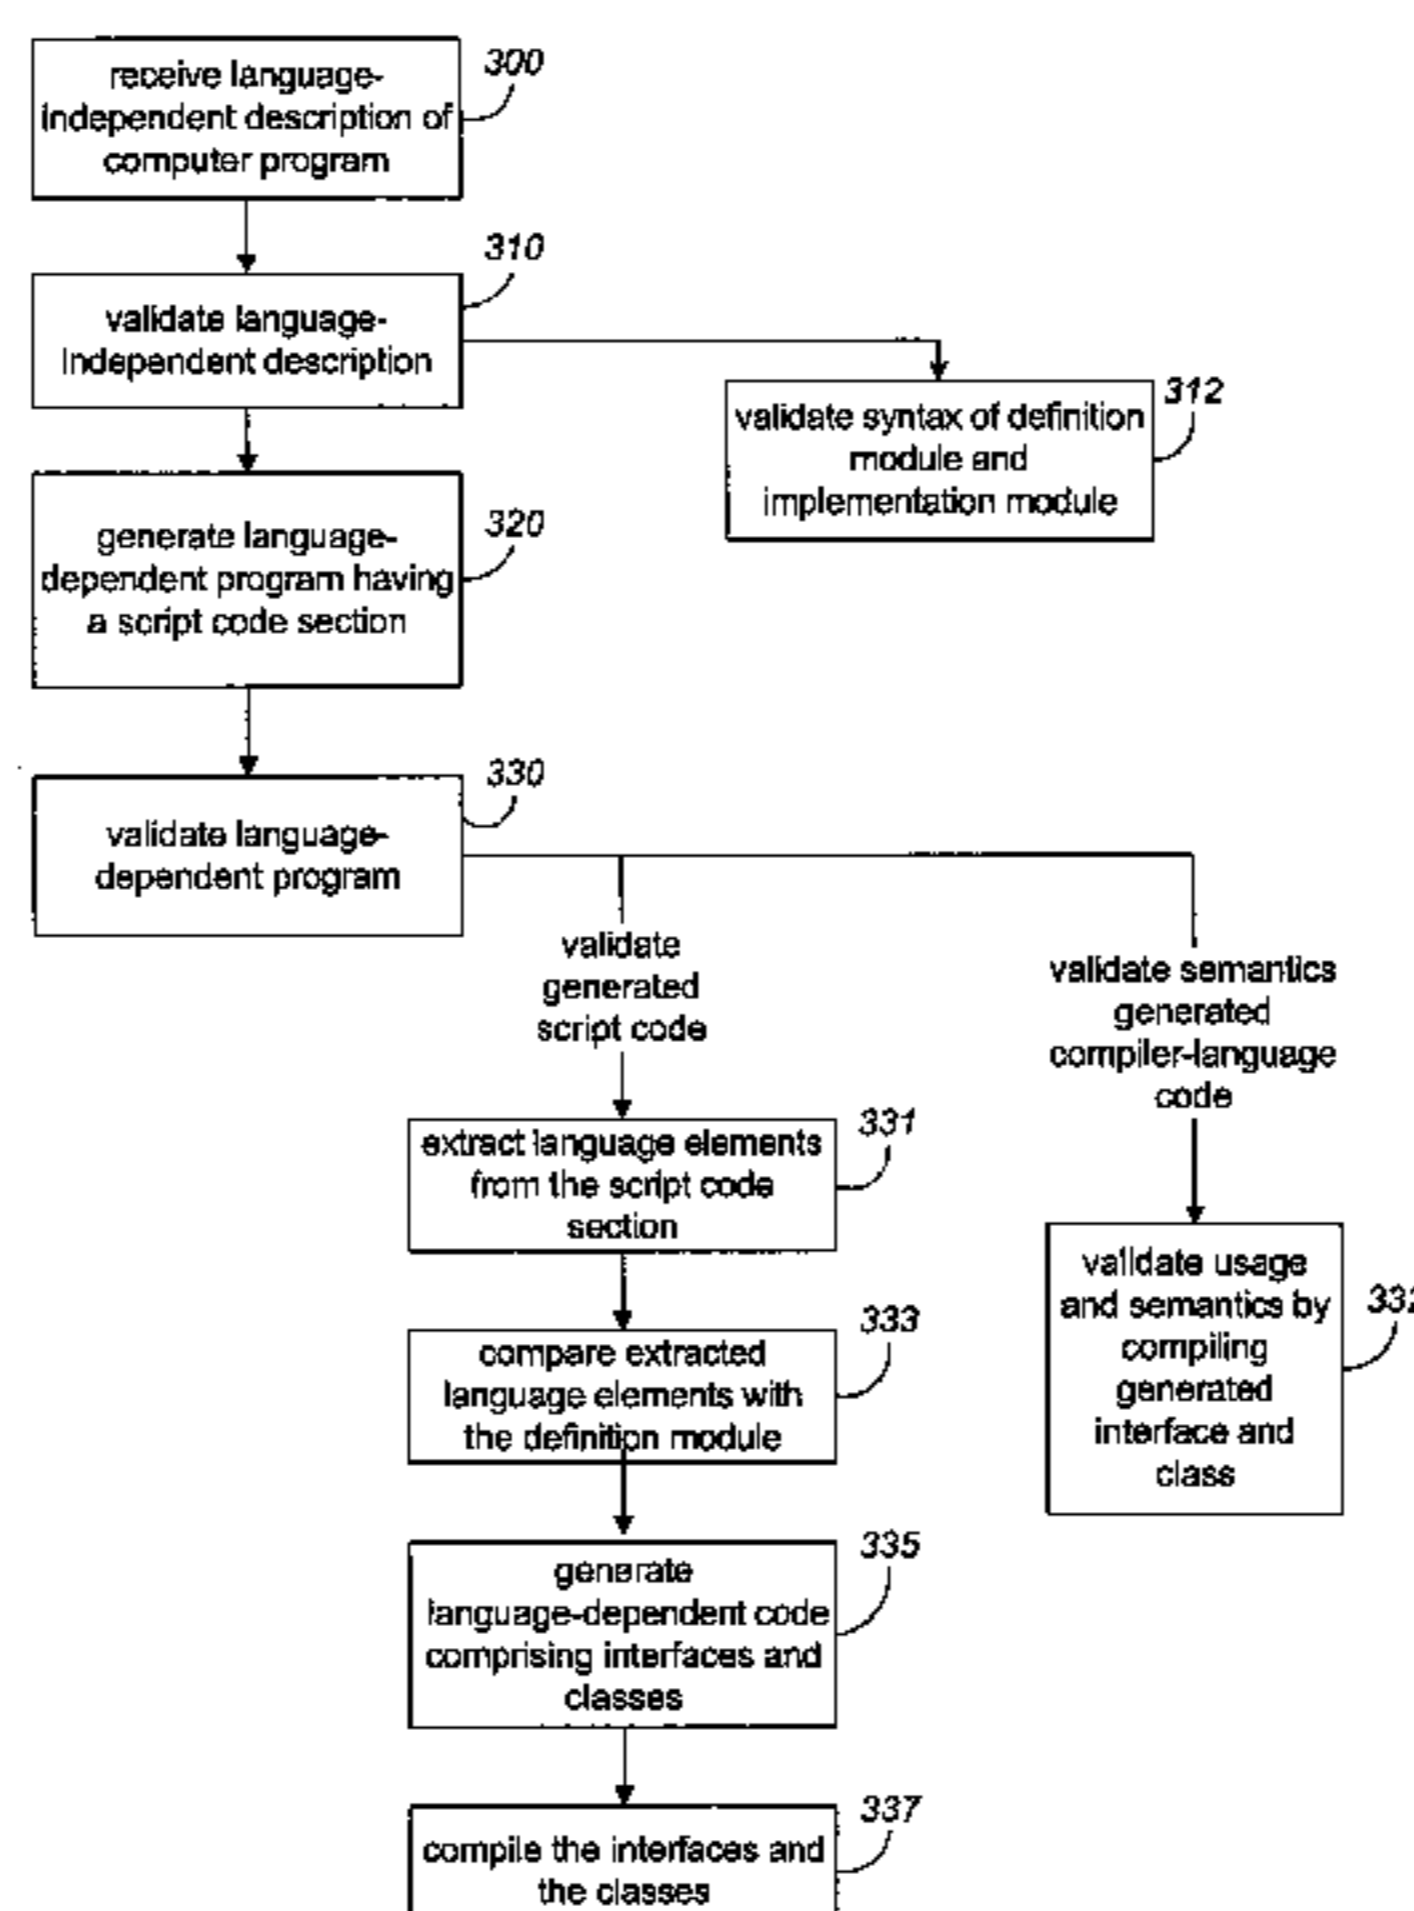 receive language-
independent description of
computer program
300
310
validate language-
independent description
312
validate syntax of definition
module and
implementation module
320
generate language-
dependent program having
a script code section
330
validate language-
dependent program
validate
generated
script code
validate semantics
generated
compiler-language
code
331
extract language elements
from the script code
section
validate usage
and semantics by
compiling
generated
interface and
class
332
333
compare extracted
language elements with
the definition module
335
generate
language-dependent code
comprising interfaces and
classes
337
compile the interfaces and
the classes